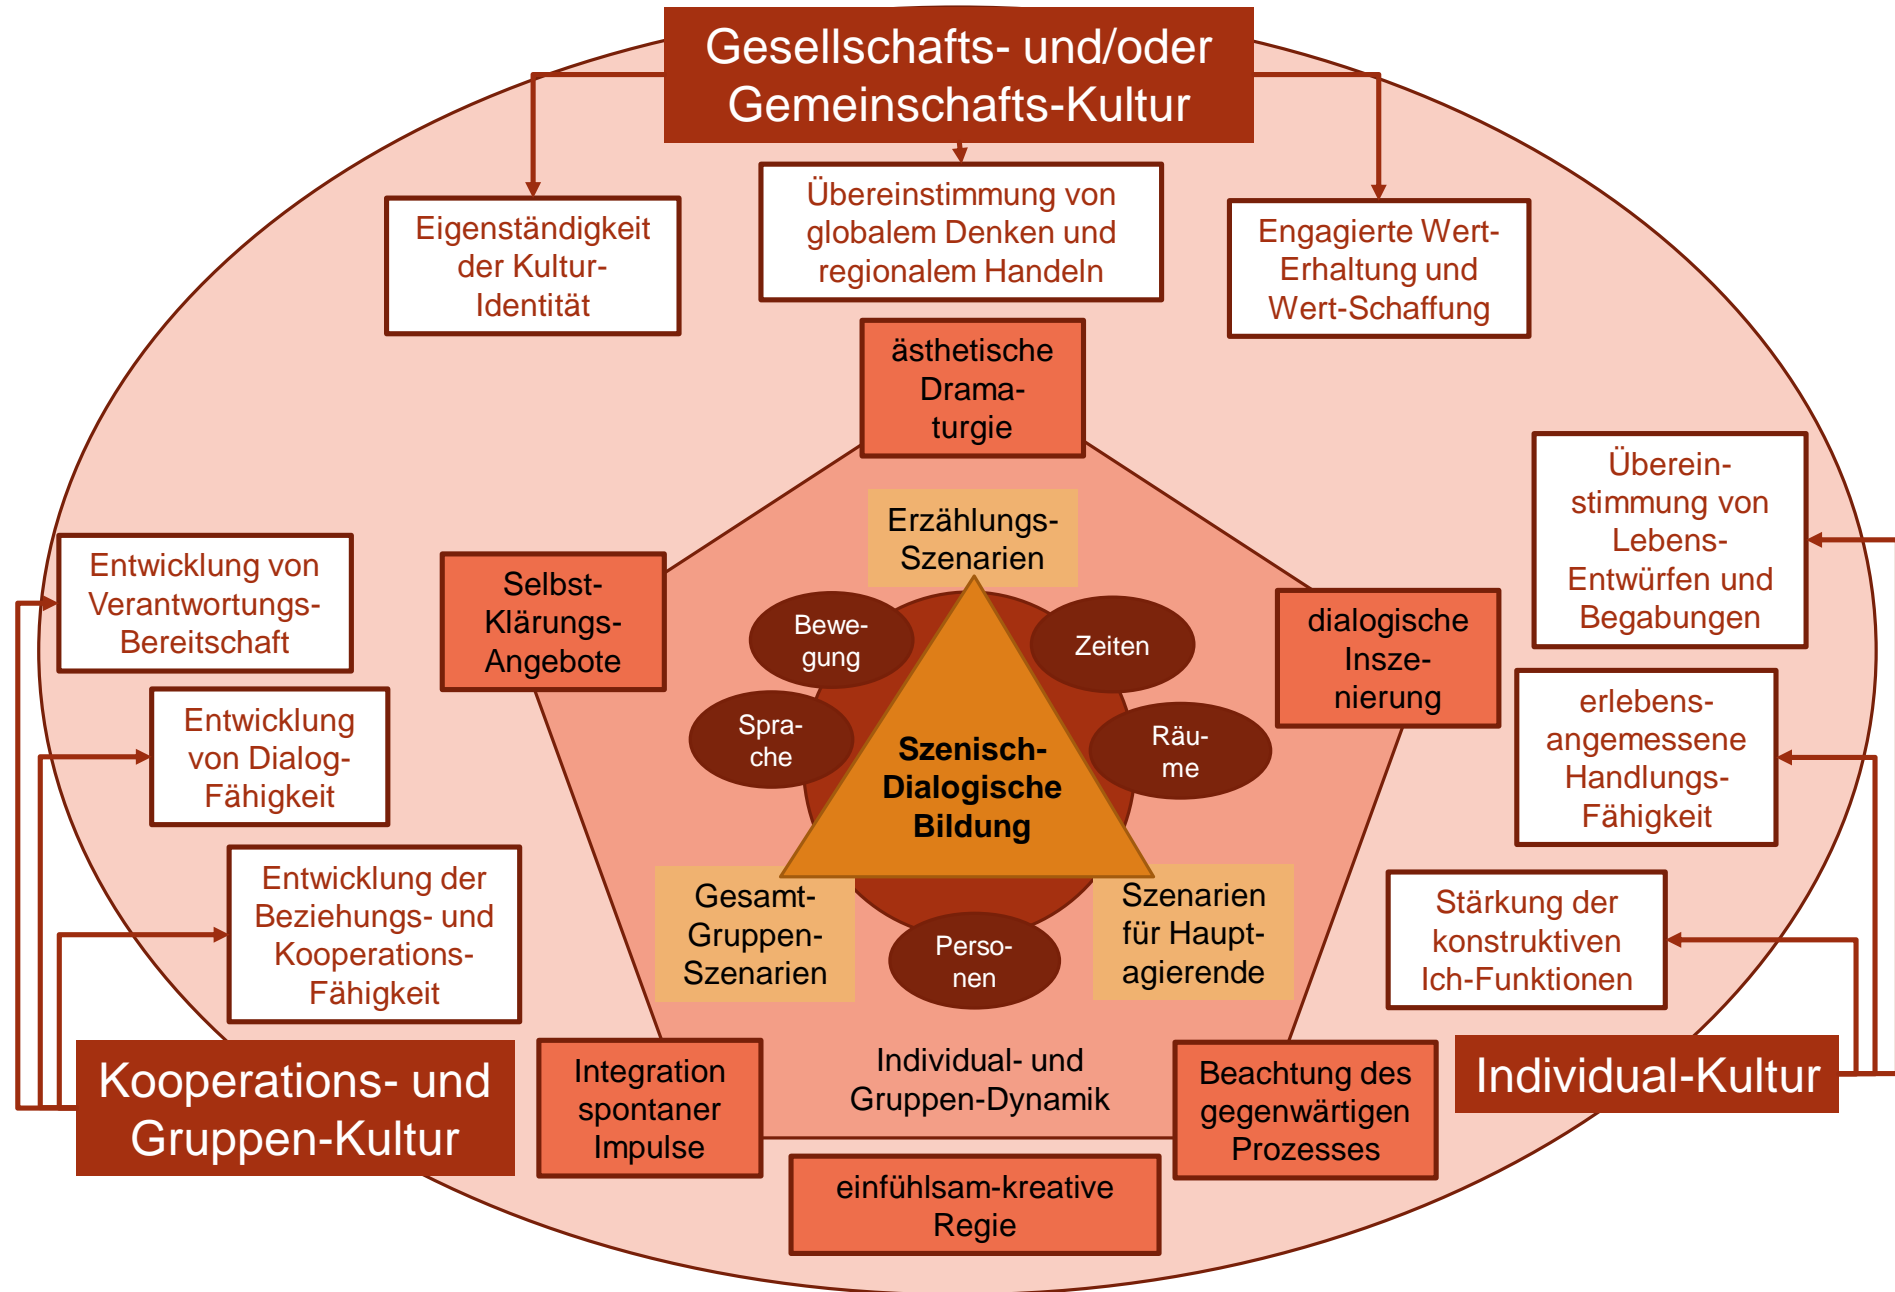 Gesellschafts- und/oder
Gemeinschafts-Kultur
Eigenständigkeit
der Kultur-
Identität
Übereinstimmung von
globalem Denken und
regionalem Handeln
Engagierte Wert-
Erhaltung und
Wert-Schaffung
ästhetische
Drama-
turgie
Erzählungs-
Szenarien
Entwicklung von
Verantwortungs-
Bereitschaft
Selbst-
Klärungs-
Angebote
Bewe-
gung
Zeiten
dialogische
Insze-
nierung
Überein-
stimmung von
Lebens-
Entwürfen und
Begabungen
Entwicklung
von Dialog-
Fähigkeit
Spra-
che
Szenisch-
Dialogische
Bildung
Räu-
me
erlebens-
angemessene
Handlungs-
Fähigkeit
Entwicklung der
Beziehungs- und
Kooperations-
Fähigkeit
Gesamt-
Gruppen-
Szenarien
Perso-
nen
Szenarien
für Haupt-
agierende
Stärkung der
konstruktiven
Ich-Funktionen
Kooperations- und
Gruppen-Kultur
Integration
spontaner
Impulse
Individual- und
Gruppen-Dynamik
Beachtung des
gegenwärtigen
Prozesses
Individual-Kultur
einfühlsam-kreative
Regie